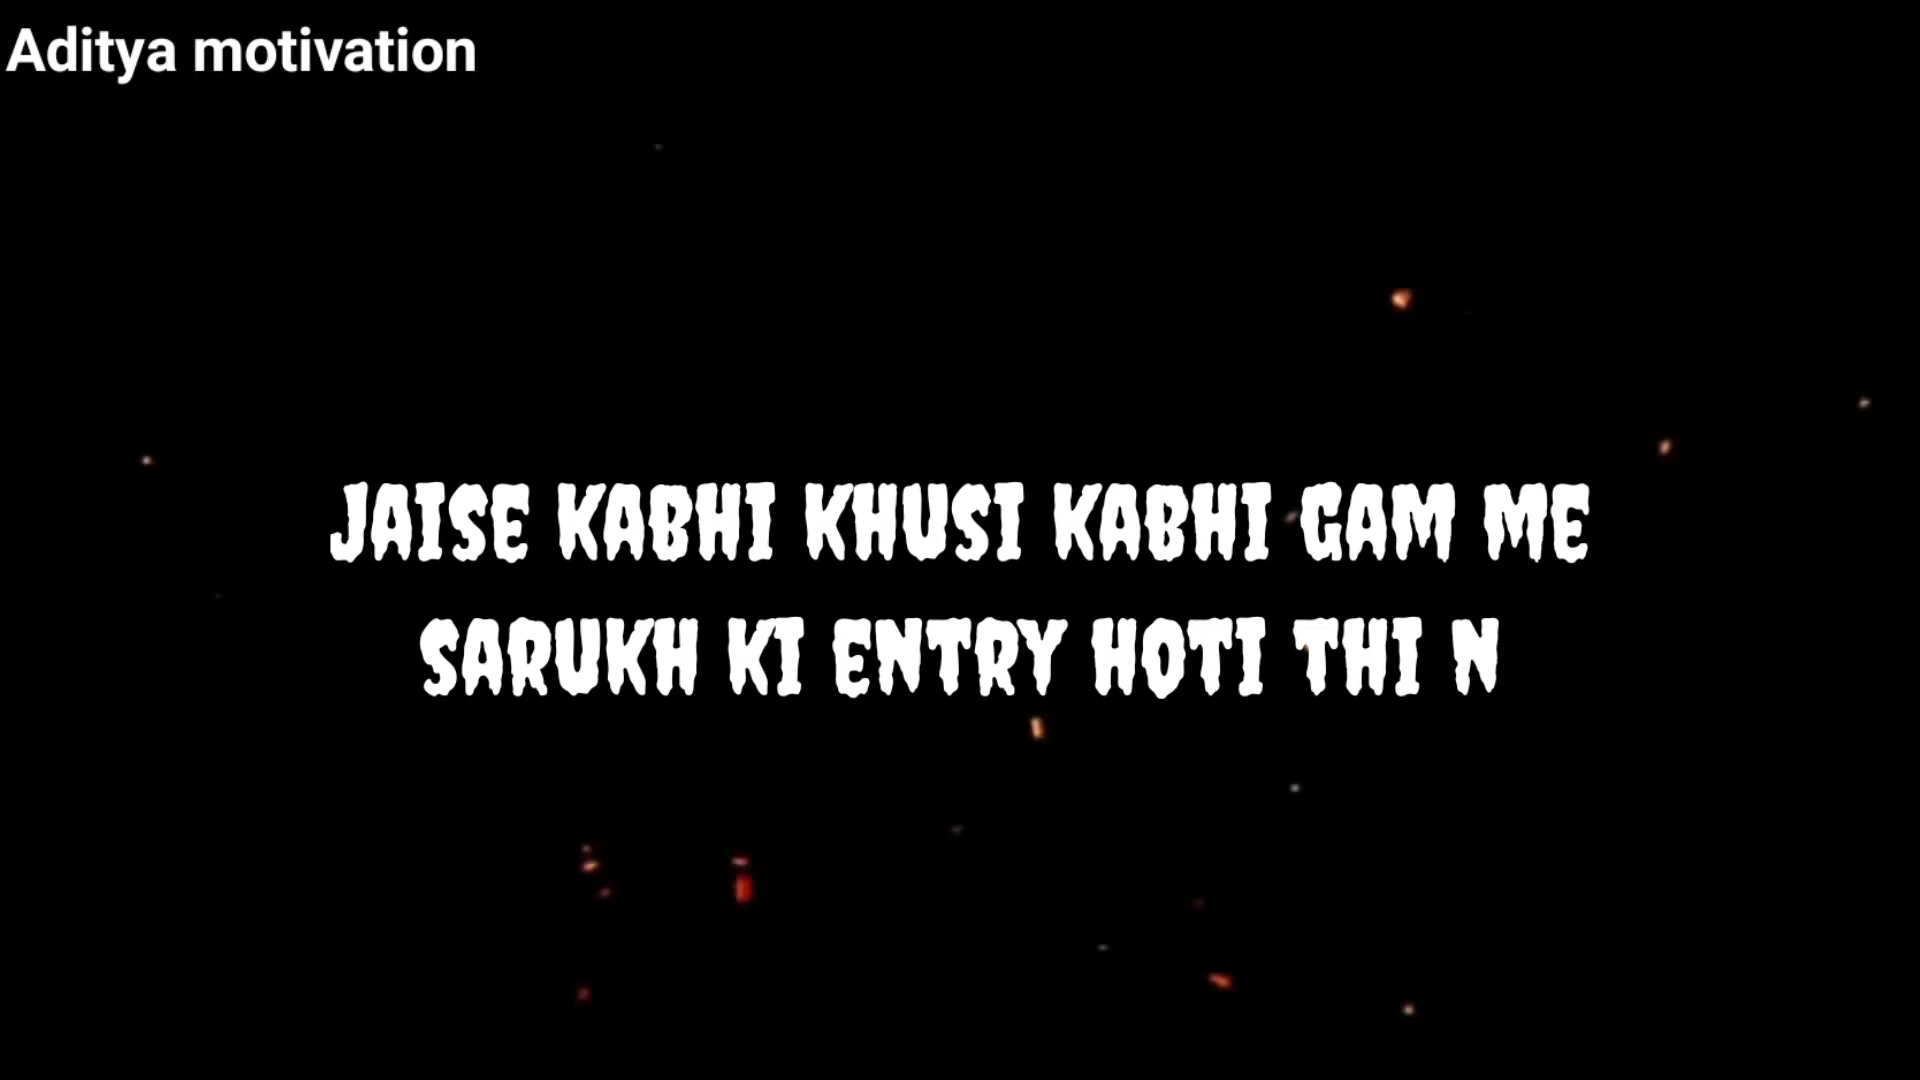 Aditya motivation
JAISE KABHI KHUSI KABHI GAM ME
SARUKH KI ENTRY HOTI THI N